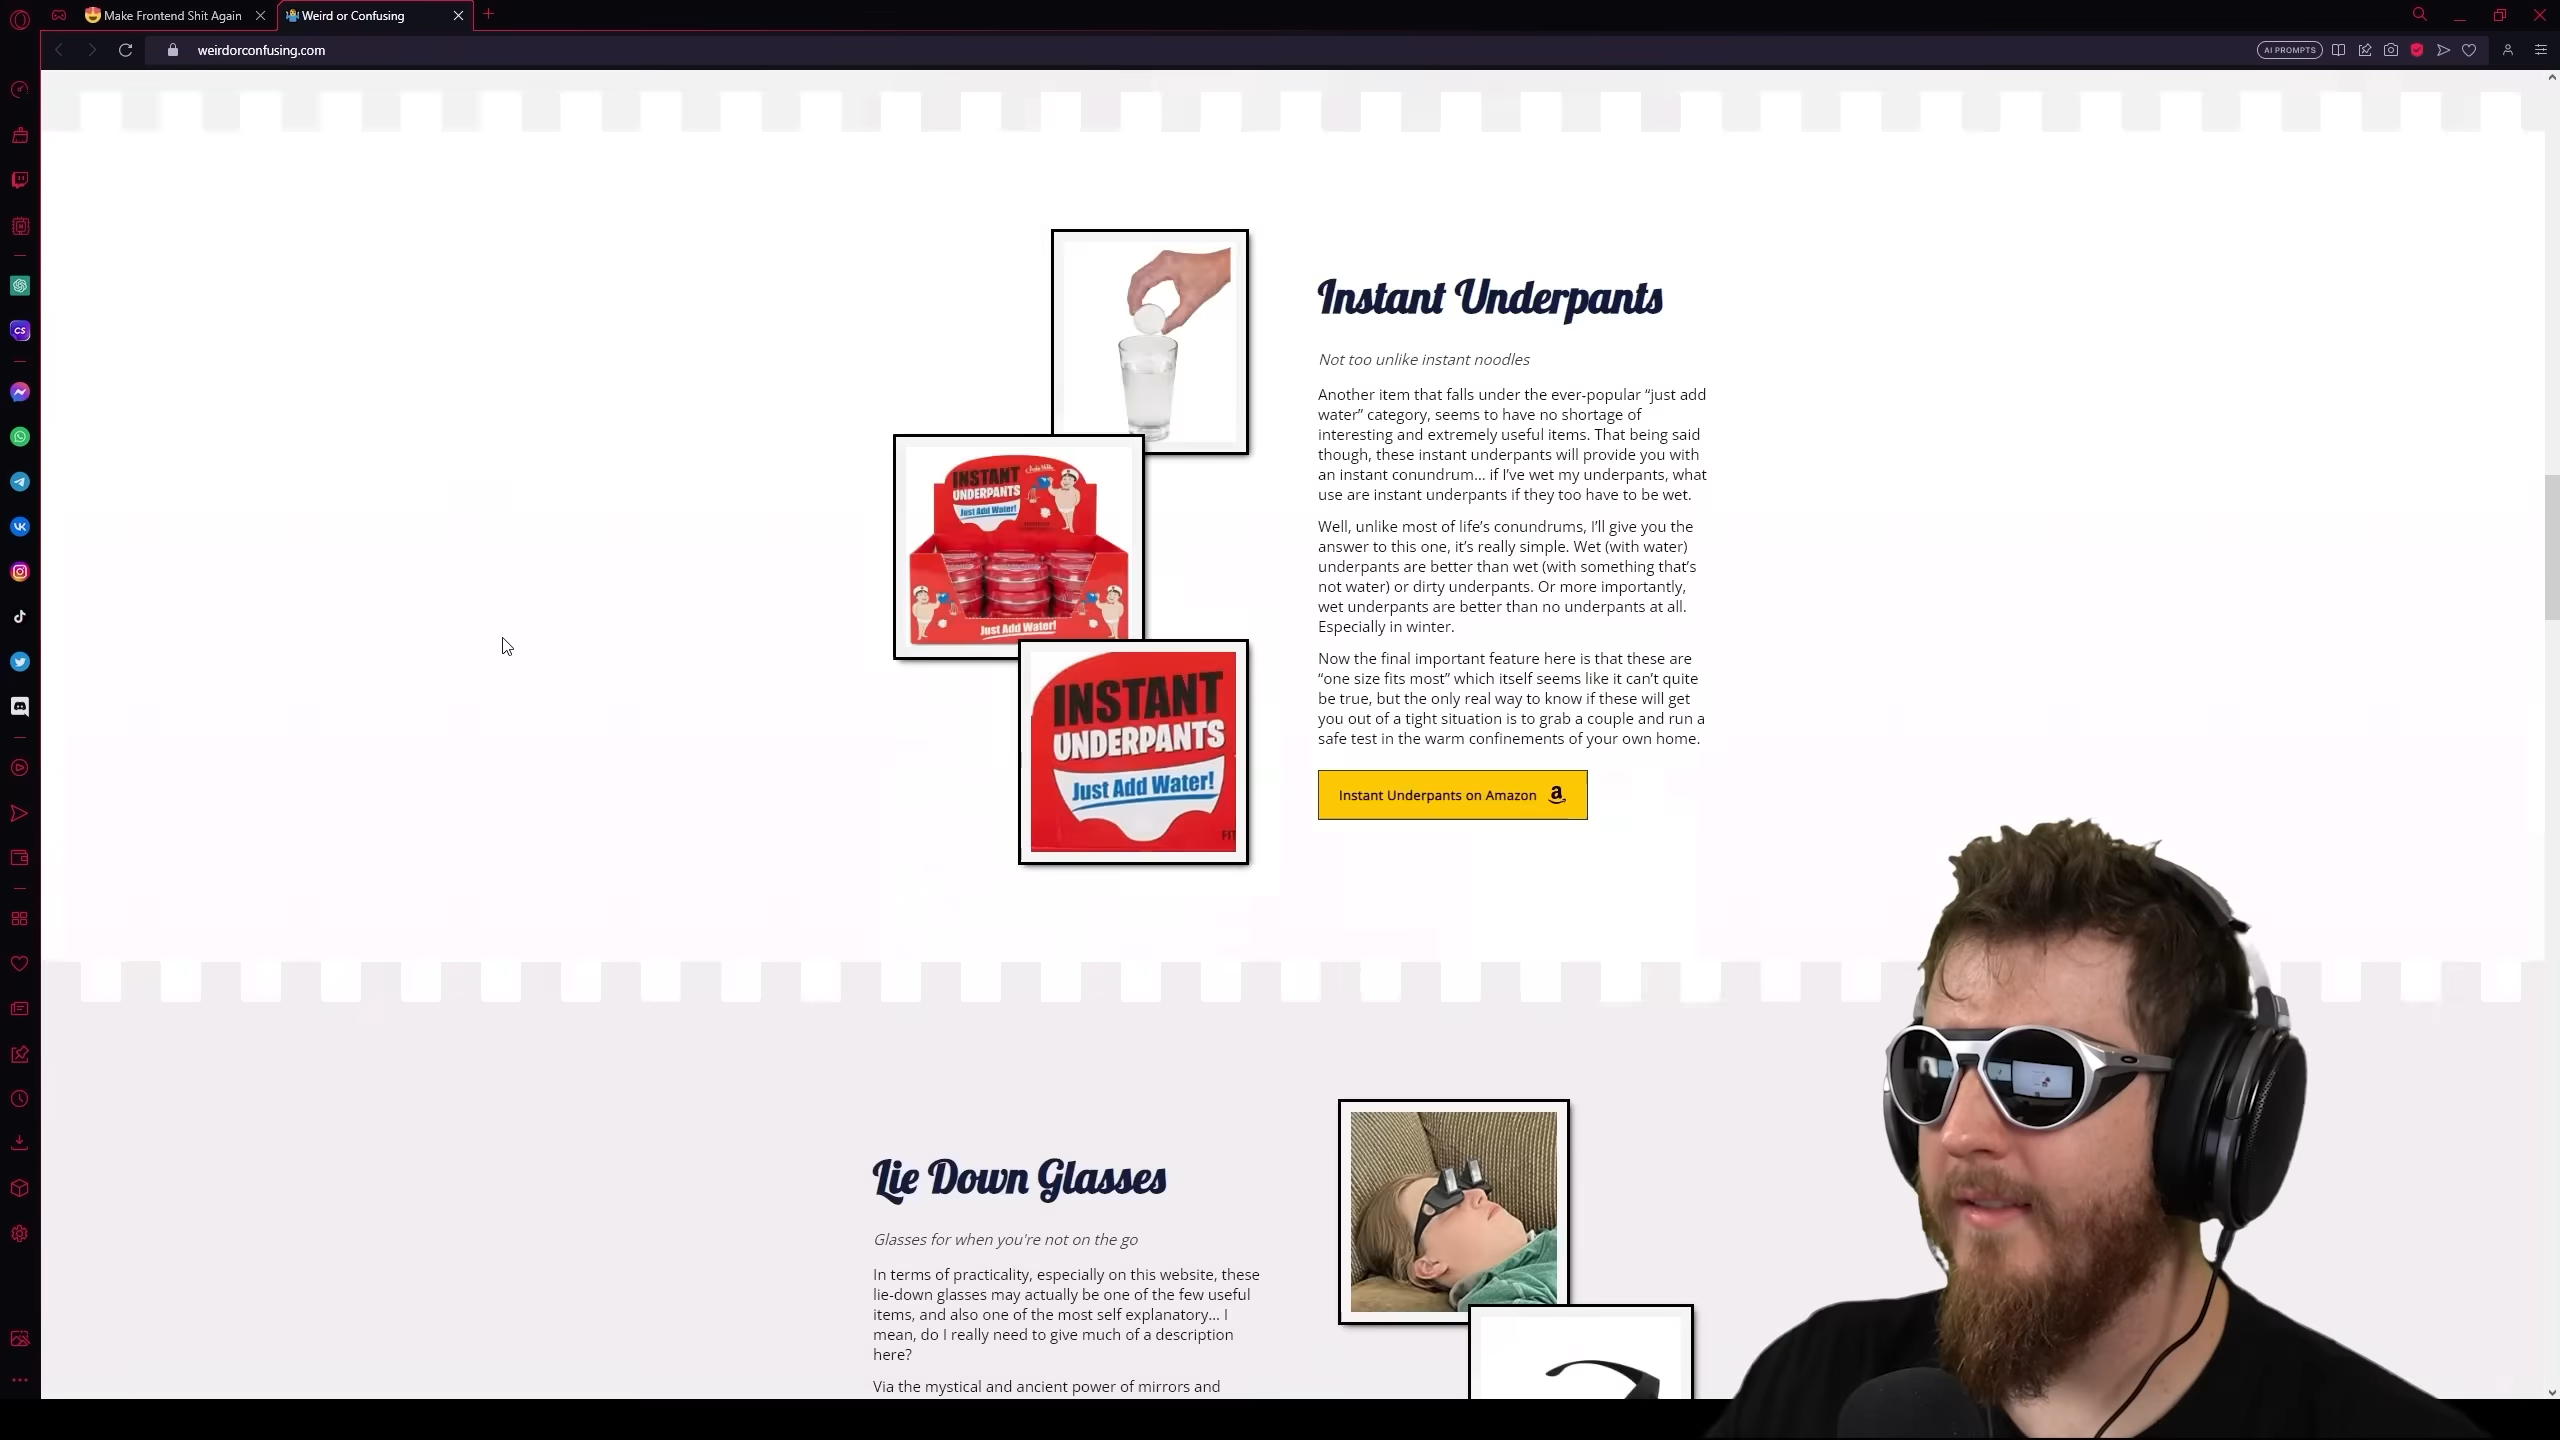 Make Frontend Shit Again
Weird or Confusing
weirdorconfusing.com
AI PROMPTS
CS
Instant Underpants
Not too unlike instant noodles
Another item that falls under the ever-popular “just add
water” category, seems to have no shortage of
interesting and extremely useful items. That being said
though, these instant underpants will provide you with
an instant conundrum... if I’ve wet my underpants, what
use are instant underpants if they too have to be wet.
Well, unlike most of life’s conundrums, I’ll give you the
answer to this one, it’s really simple. Wet (with water)
underpants are better than wet (with something that’s
not water) or dirty underpants. Or more importantly,
wet underpants are better than no underpants at all.
Especially in winter.
Now the final important feature here is that these are
“one size fits most” which itself seems like it can’t quite
be true, but the only real way to know if these will get
you out of a tight situation is to grab a couple and run a
safe test in the warm confinements of your own home.
Instant Underpants on Amazon
INSTANT
UNDERPANTS
Just Add Water!
Just Add Water!
INSTANT
UNDERPANTS
Just Add Water!
FIT
Lie Down Glasses
Glasses for when you're not on the go
In terms of practicality, especially on this website, these
lie-down glasses may actually be one of the few useful
items, and also one of the most self explanatory... I
mean, do I really need to give much of a description
here?
Via the mystical and ancient power of mirrors and